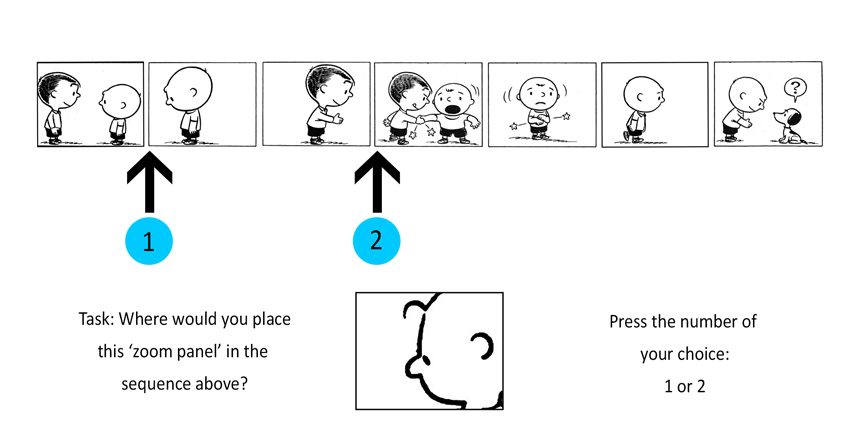 ?
1
2
Task: Where would you place
this ‘zoom panel’ in the
sequence above?
Press the number of
your choice:
1 or 2